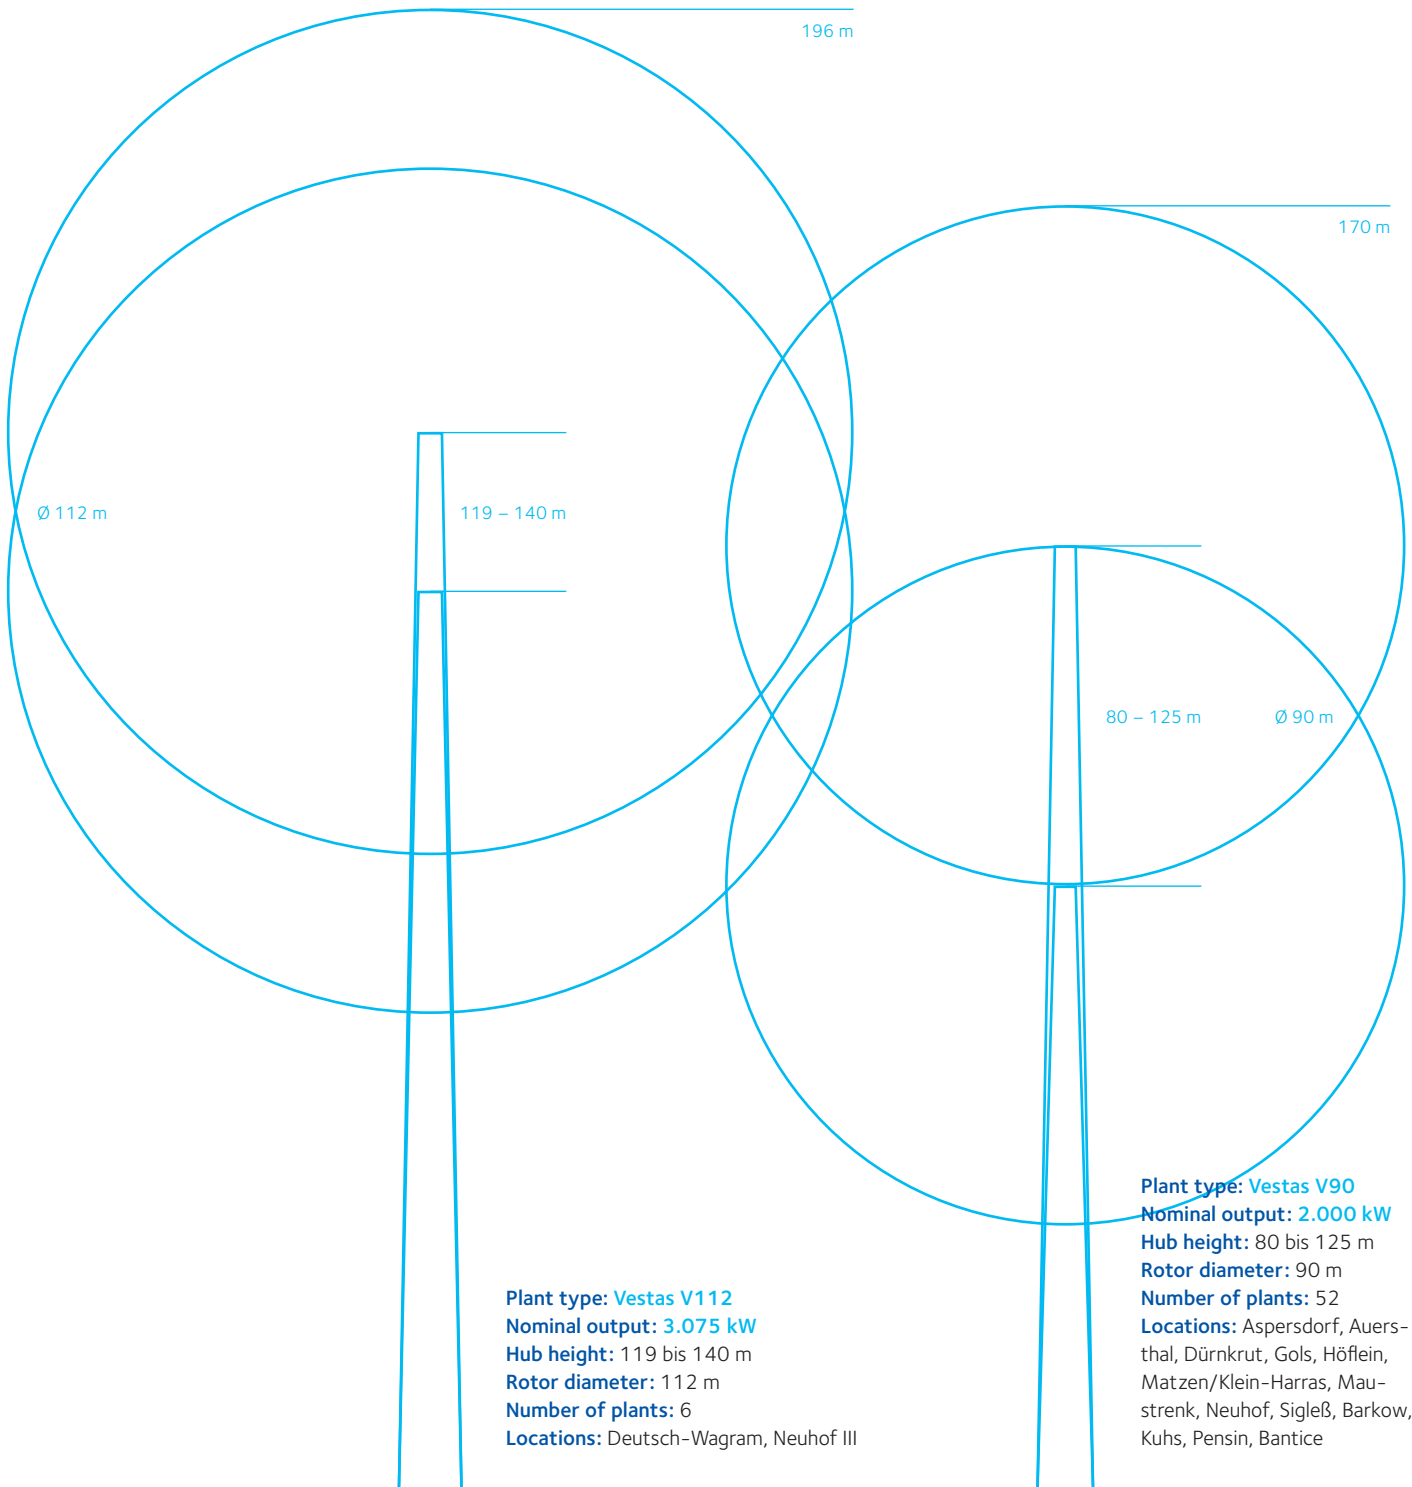 196 m
170 m
Ø 112 m
119 – 140 m
80 – 125 m
Ø 90 m
Plant type: Vestas V112
Nominal output: 3.075 kW
Hub height: 119 bis 140 m
Rotor diameter: 112 m
Number of plants: 6
Locations: Deutsch-Wagram, Neuhof III
Plant type: Vestas V90
Nominal output: 2.000 kW
Hub height: 80 bis 125 m
Rotor diameter: 90 m
Number of plants: 52
Locations: Aspersdorf, Auers-
thal, Dürnkrut, Gols, Höflein,
Matzen/Klein-Harras, Mau-
strenk, Neuhof, Sigleß, Barkow,
Kuhs, Pensin, Bantice